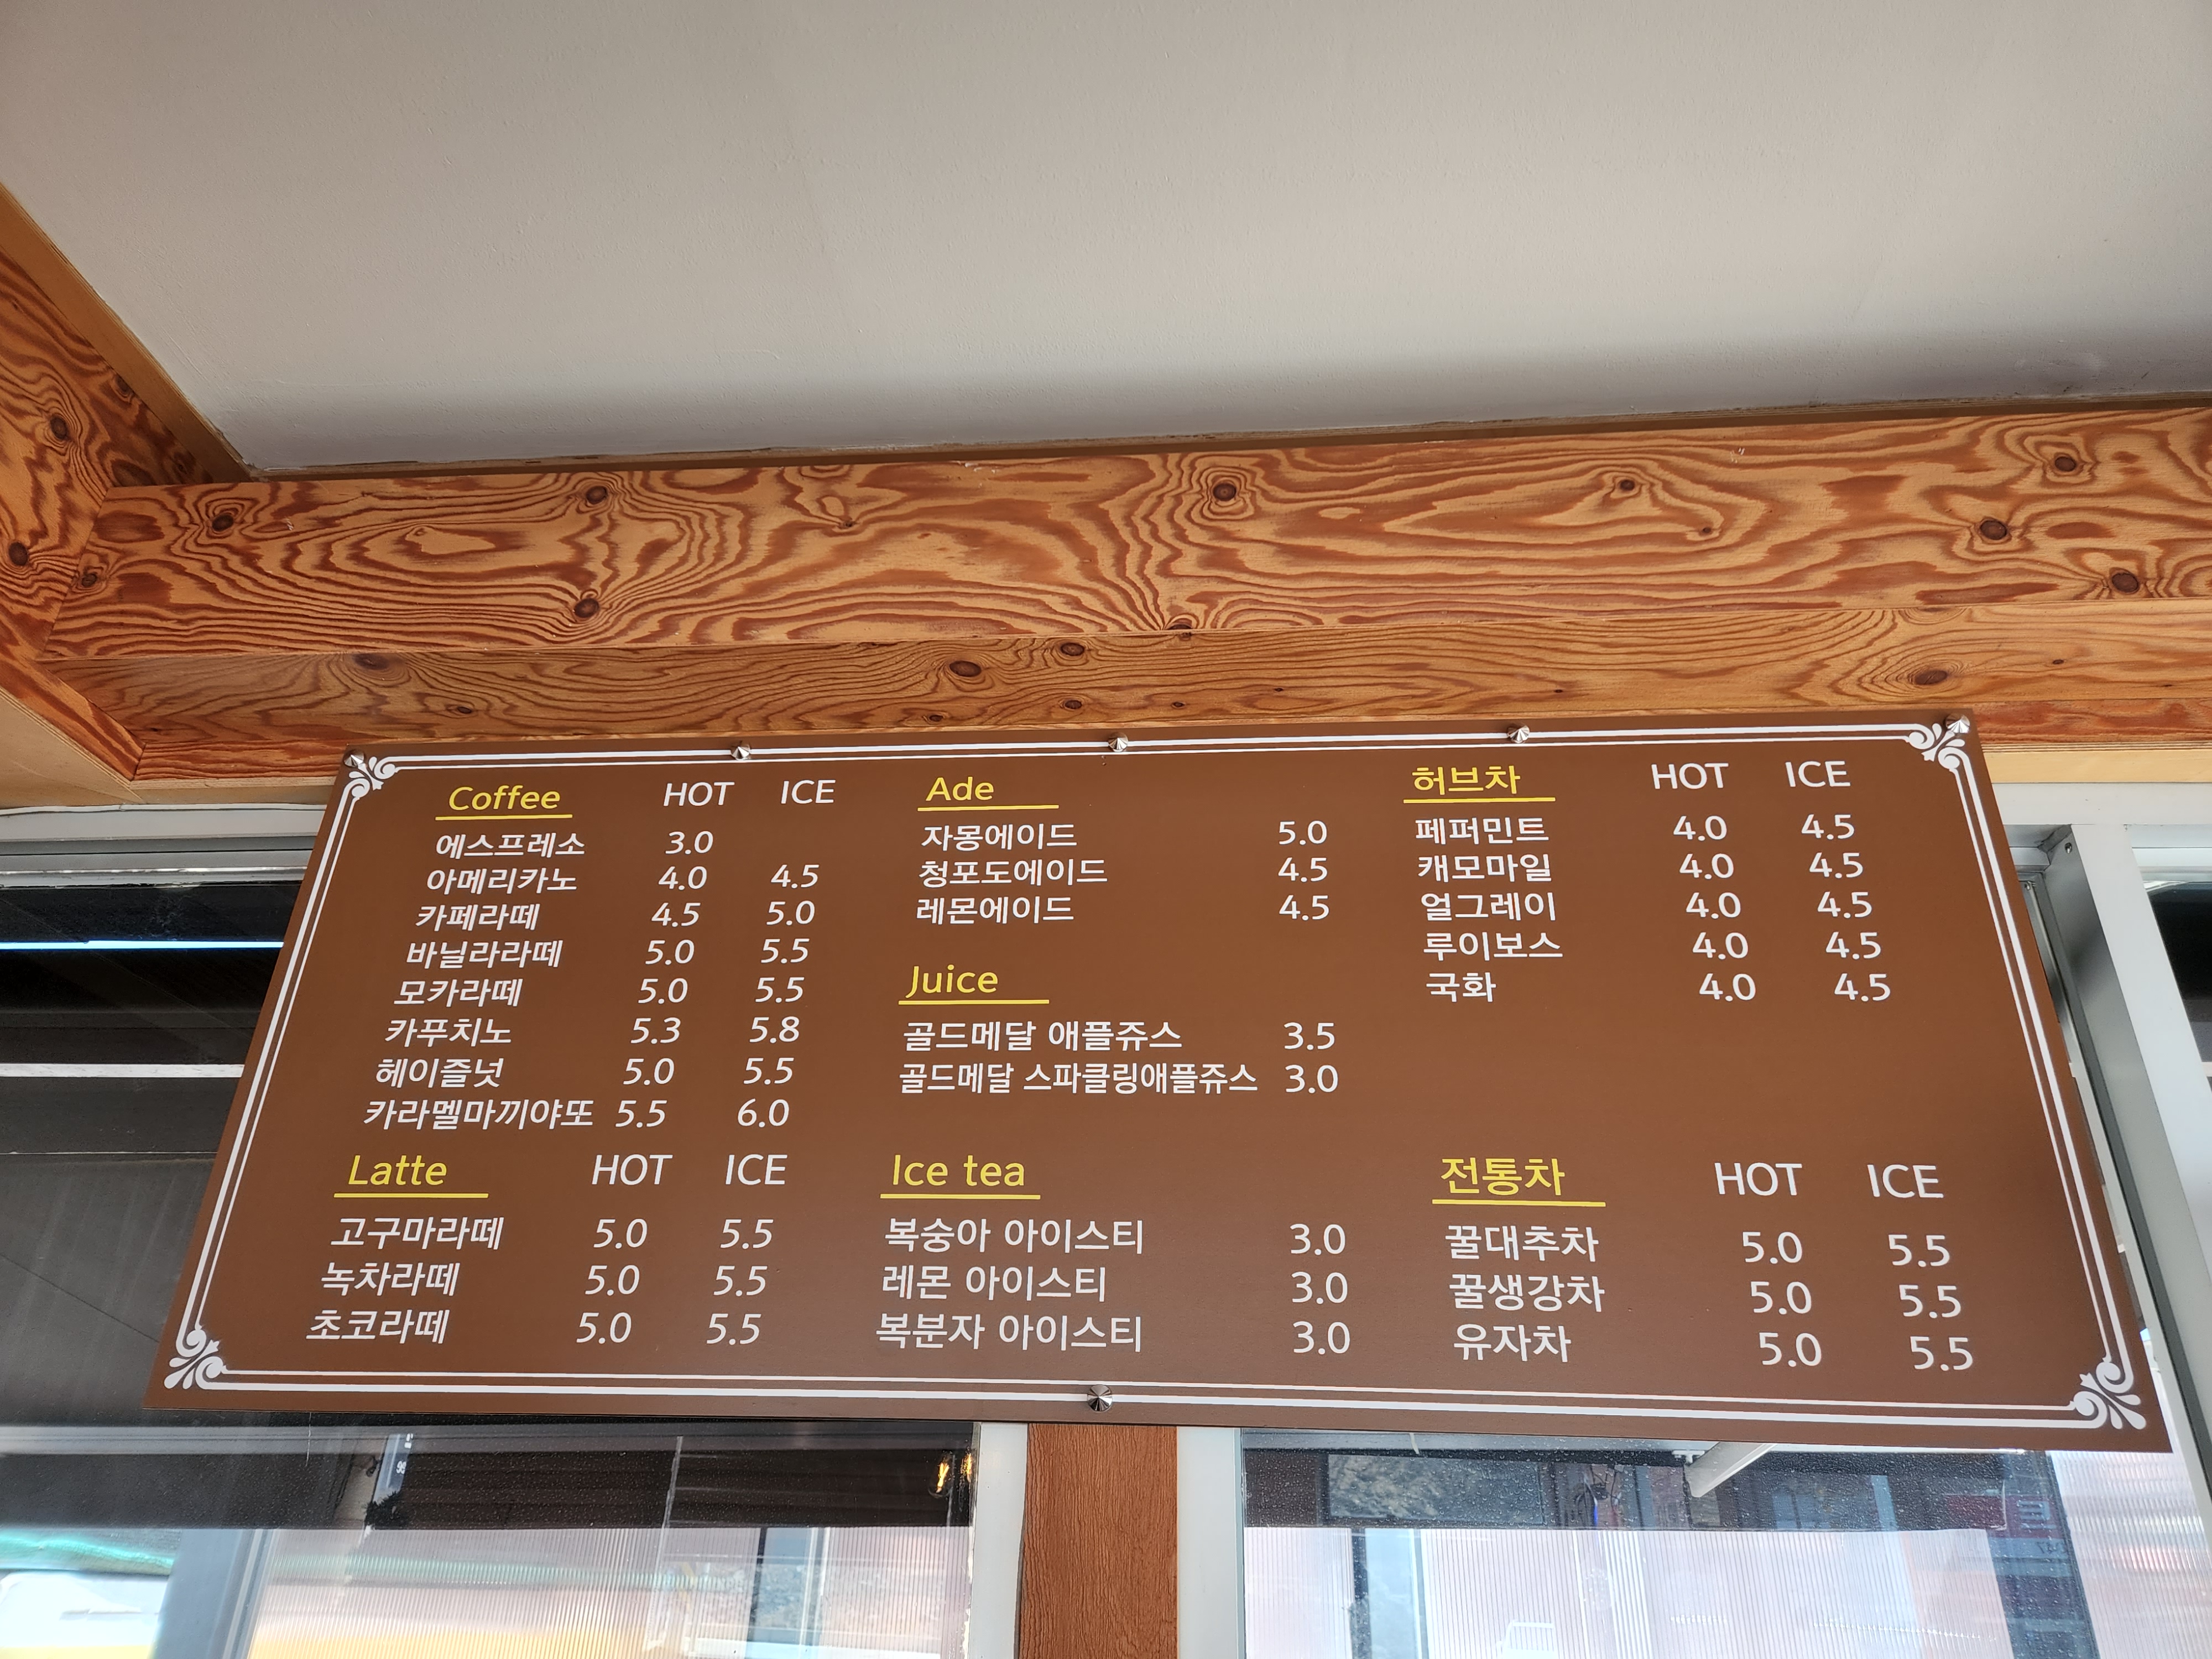 Coffee HOT ICE
에스프레소 3.0
아메리카노 4.0 4.5
카페라떼 4.5 5.0
바닐라라떼 5.0 5.5
모카라떼 5.0 5.5
카푸치노 5.3 5.8
헤이즐넛 5.0 5.5
카라멜마끼야또 5.5 6.0
Latte HOT ICE
고구마라떼 5.0 5.5
녹차라떼 5.0 5.5
초코라떼 5.0 5.5
Ade
자몽에이드 5.0
청포도에이드 4.5
레몬에이드 4.5
Juice
골드메달 애플쥬스 3.5
골드메달 스파클링애플쥬스 3.0
Ice tea
복숭아 아이스티 3.0
레몬 아이스티 3.0
복분자 아이스티 3.0
허브차 HOT ICE
페퍼민트 4.0 4.5
캐모마일 4.0 4.5
얼그레이 4.0 4.5
루이보스 4.0 4.5
국화 4.0 4.5
전통차 HOT ICE
꿀대추차 5.0 5.5
꿀생강차 5.0 5.5
유자차 5.0 5.5